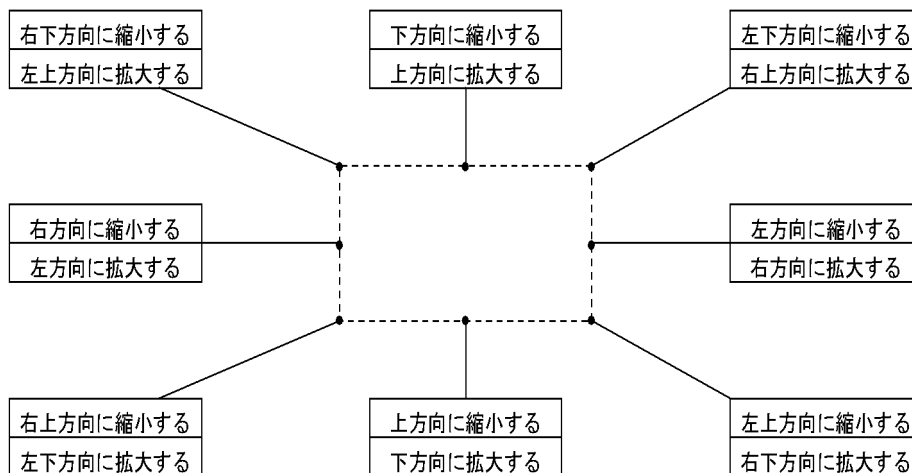 右下方向に縮小する
左上方向に拡大する
下方向に縮小する
上方向に拡大する
左下方向に縮小する
右上方向に拡大する
右方向に縮小する
左方向に拡大する
左方向に縮小する
右方向に拡大する
右上方向に縮小する
左下方向に拡大する
上方向に縮小する
下方向に拡大する
左上方向に縮小する
右下方向に拡大する